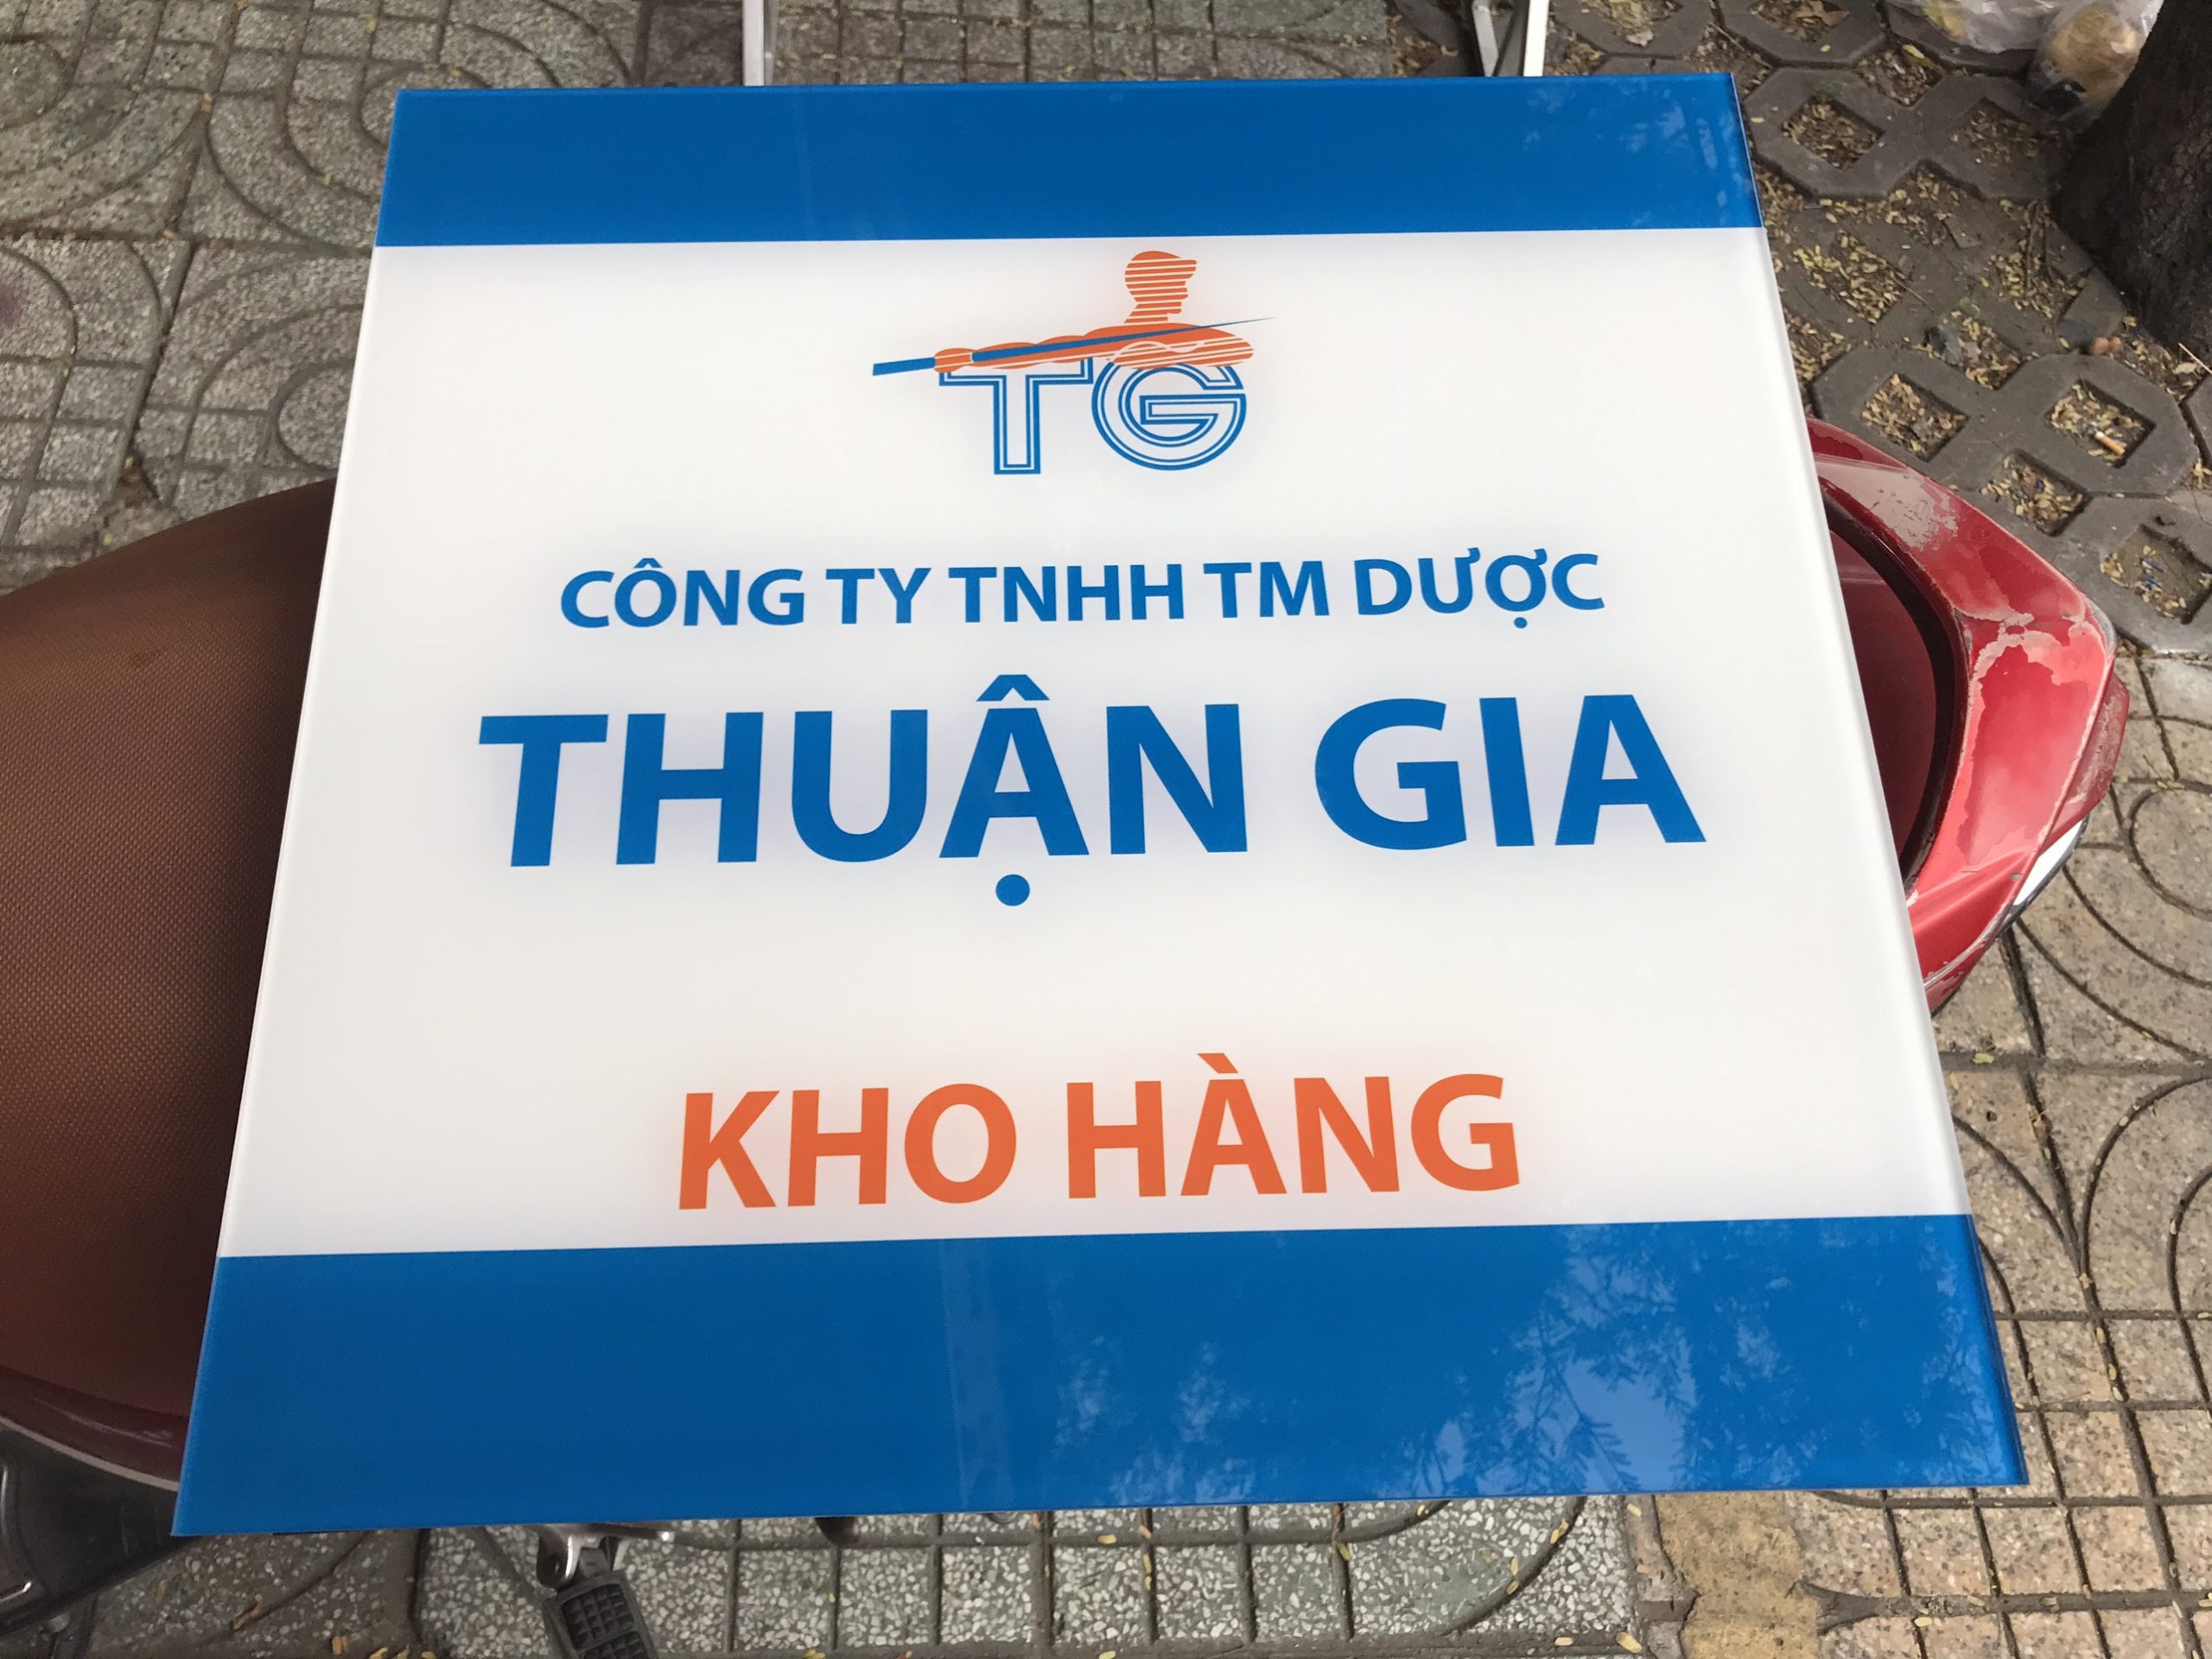 TG
CÔNG TY TNHH TM DƯỢC
THUẬN GIA
KHO HÀNG